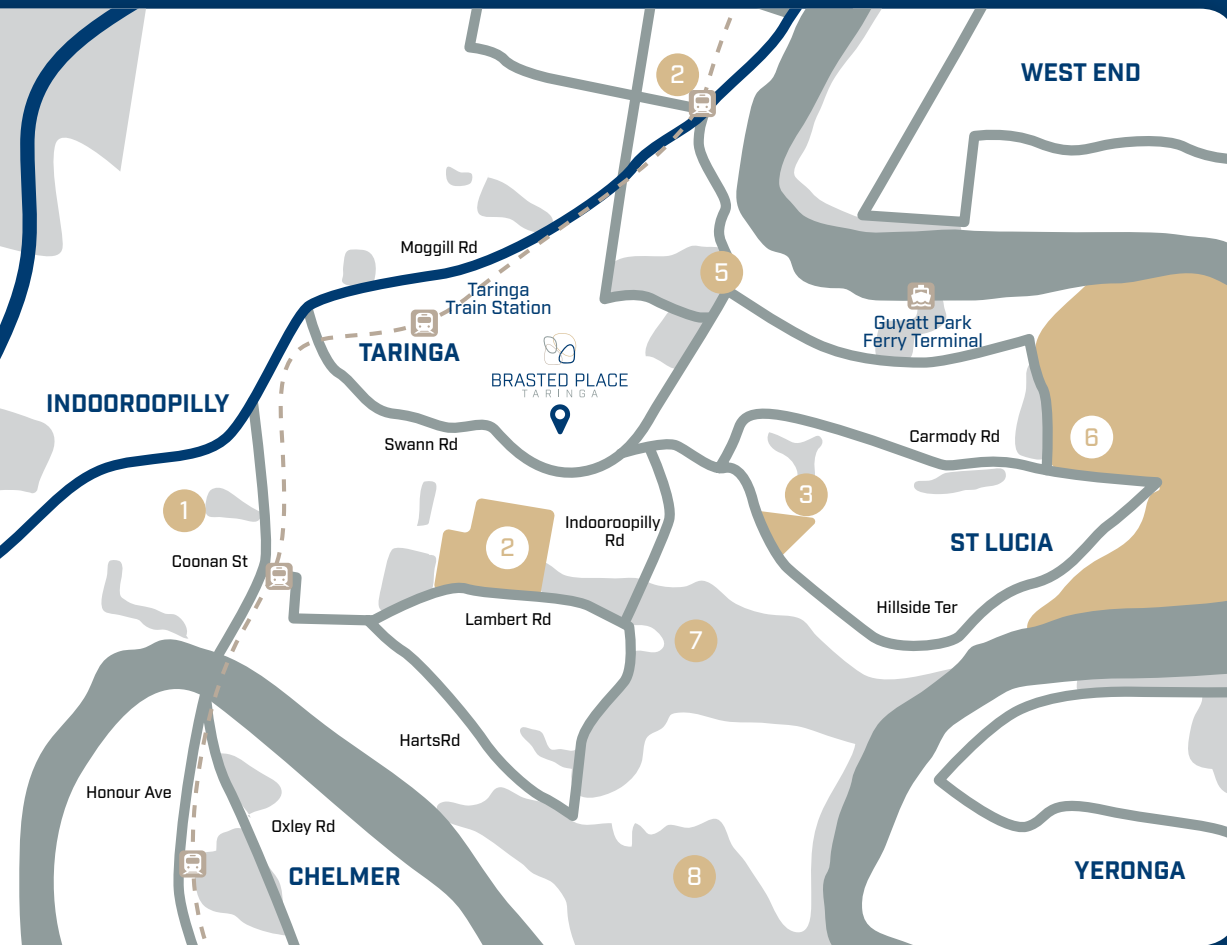 WEST END
2
Moggill Rd
5
Taringa
Train Station
Guyatt Park
Ferry Terminal
TARINGA
BRASTED PLACE
TARINGA
INDOOROOPILLY
Swann Rd
Carmody Rd
6
1
3
Indooroopilly
Rd
2
ST LUCIA
Coonan St
Hillside Ter
Lambert Rd
7
HartsRd
Honour Ave
Oxley Rd
CHELMER
8
YERONGA